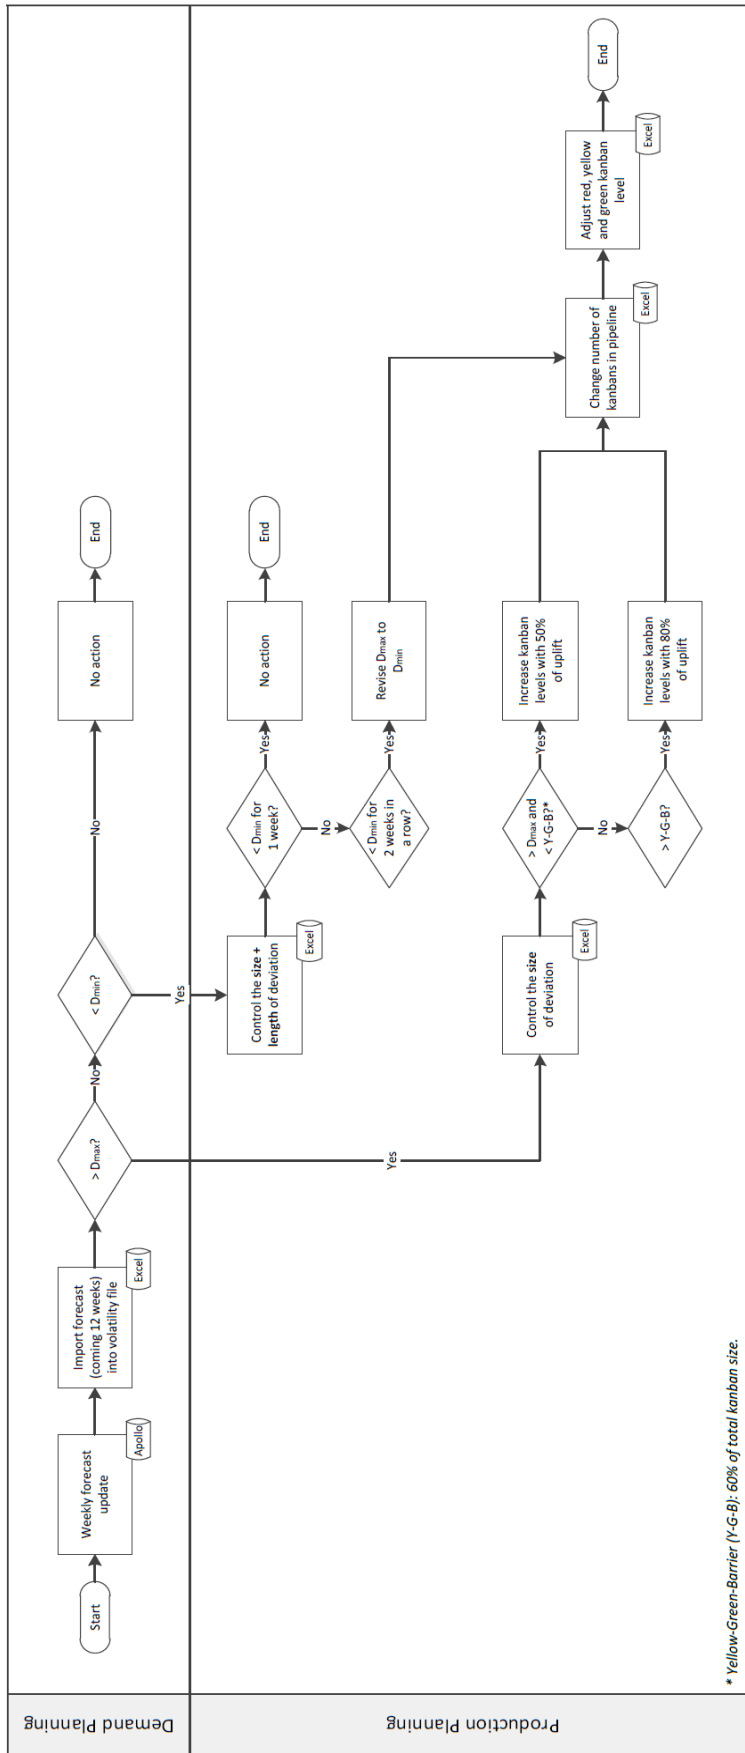 Demand Planning
Start
Weekly forecast
update
Apollo
Import forecast
(coming 12 weeks)
into volatility file
Excel
> Dmax?
No
< Dmin?
No
No action
End
Yes
Yes
Production Planning
Control the size +
length of deviation
Excel
< Dmin for
1 week?
Yes
No action
End
No
< Dmin for
2 weeks in
a row?
Yes
Revise Dmax to
Dmin
Control the size
of deviation
Excel
> Dmax and
< Y-G-B?*
Yes
Increase kanban
levels with 50%
of uplift
No
> Y-G-B?
Yes
Increase kanban
levels with 80%
of uplift
Change number of
kanbans in pipeline
Excel
Adjust red, yellow
and green kanban
level
Excel
End
* Yellow-Green-Barrier (Y-G-B): 60% of total kanban size.